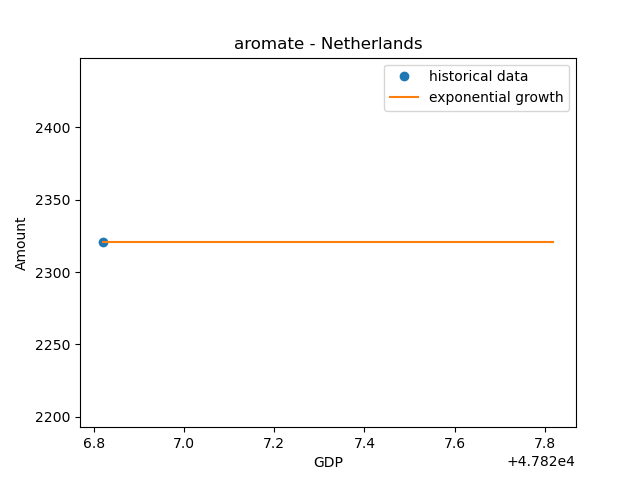 aromate - Netherlands
historical data
exponential growth
Amount
2400
2350
2300
2250
2200
6.8 7.0 7.2 7.4 7.6 7.8
+4.782e4
GDP